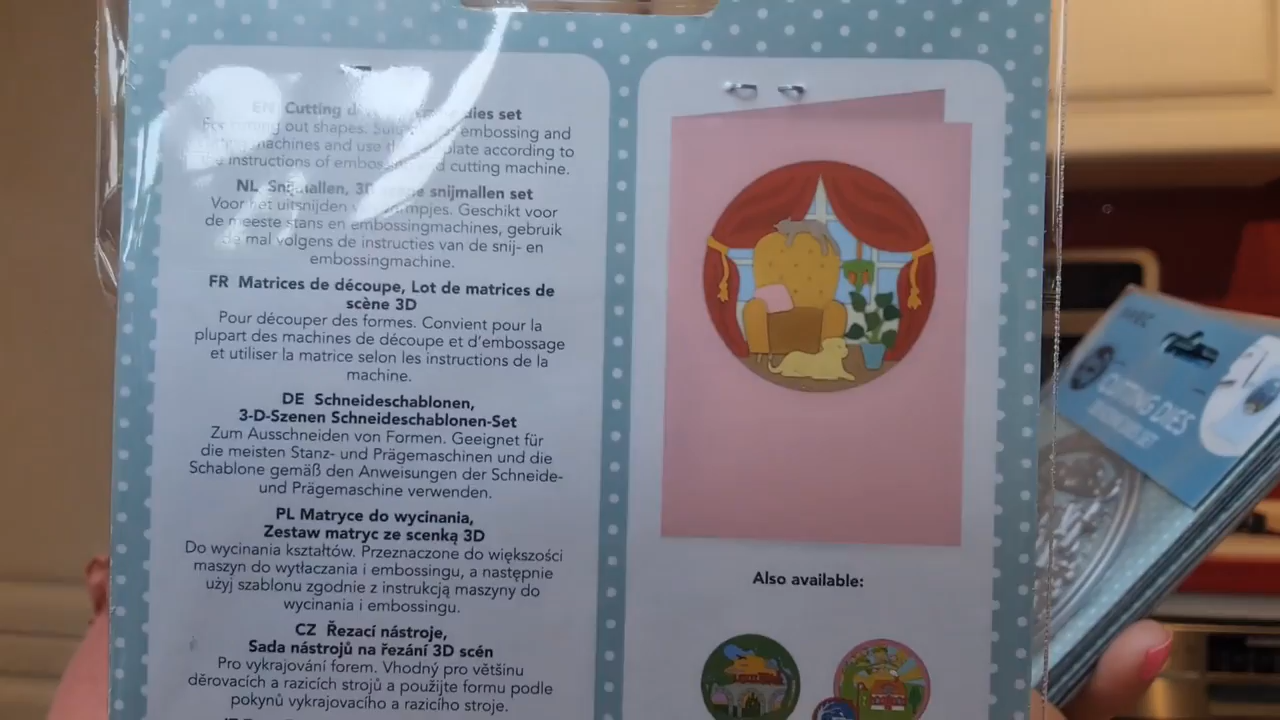 EN Cutting dies set
For out shapes. embossing and
machines and use plate according to
the instructions of cutting machine.
NL Snijmallen, snijmallen set
Voor het uitsnijden Geschikt voor
de meeste stans en embossingmachines, gebruik
de mal volgens de instructies van de snij- en
embossingmachine.
FR Matrices de découpe, Lot de matrices de
scène 3D
Pour découper des formes. Convient pour la
plupart des machines de découpe et d'embossage
et utiliser la matrice selon les instructions de la
machine.
DE Schneideschablonen,
3-D-Szenen Schneideschablonen-Set
Zum Ausschneiden von Formen. Geeignet für
die meisten Stanz- und Prägemaschinen und die
Schablone gemäß den Anweisungen der Schneide-
und Prägemaschine verwenden.
PL Matryce do wycinania,
Zestaw matryc ze scenką 3D
Do wycinania kształtów. Przeznaczone do większości
maszyn do wytłaczania i embossingu, a następnie
użyj szablonu zgodnie z instrukcją maszyny do
wycinania i embossingu.
CZ Řezací nástroje,
Sada nástrojů na řezání 3D scén
Pro vykrajování forem. Vhodný pro většinu
děrovacích a razicích strojů a použijte formu podle
pokynů vykrajovacího a razicího stroje.
Also available:
CUTTING DIES